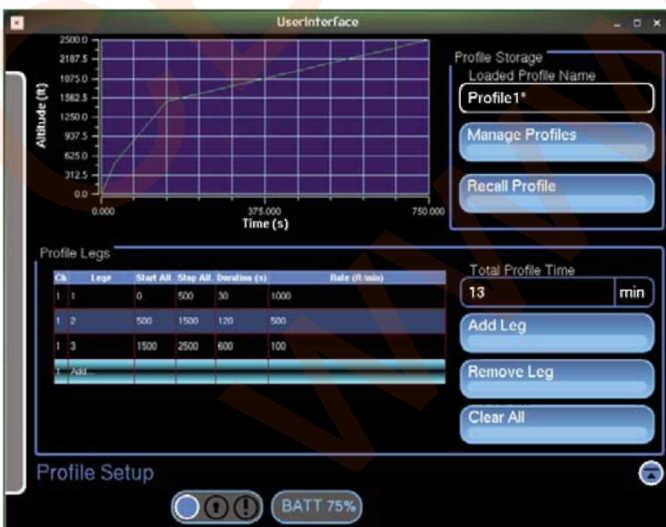 UserInterface
2500.0
2187.5
1875.0
1562.5
1250.0
937.5
625.0
312.5
0.0
Altitude (ft)
0.000 375.000 750.000
Time (s)
Profile Storage
Loaded Profile Name
Profile1*
Manage Profiles
Recall Profile
Profile Legs
Ch Leg# Start Alt. Stop Alt. Duration (s) Rate (ft/min)
1 1 0 500 30 1000
1 2 500 1500 120 500
1 3 1500 2500 600 100
1 Add...
Total Profile Time
13 min
Add Leg
Remove Leg
Clear All
Profile Setup
BATT 75%